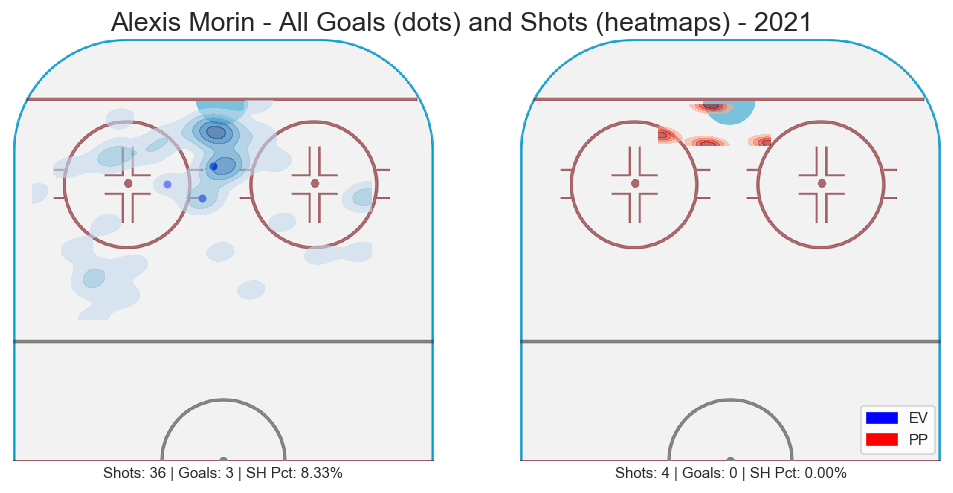 Alexis Morin - All Goals (dots) and Shots (heatmaps) - 2021
EV
PP
Shots: 36 | Goals: 3 | SH Pct: 8.33%
Shots: 4 | Goals: 0 | SH Pct: 0.00%